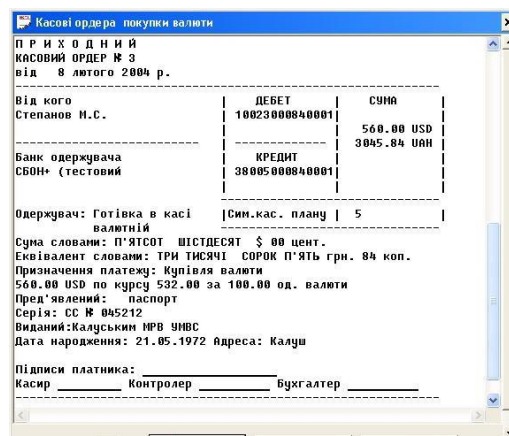 Касові ордера покупки валюти
П Р И Х О Д Н И Й
КАСОВИЙ ОРДЕР № 3
від 8 лютого 2004 р.
Від кого | ДЕБЕТ | СУМА
Степанов М.С. | 10023000840001|
| | 560.00 USD |
| | 3045.84 UAH |
Банк одержувача | КРЕДИТ |
СБОН+ (тестовий | 38005000840001|
Одержувач: Готівка в касі |Сим.кас. плану | 5 |
валютній
Сума словами: П'ЯТСОТ ШІСТДЕСЯТ $ 00 цент.
Еквівалент словами: ТРИ ТИСЯЧІ СОРОК П'ЯТЬ грн. 84 коп.
Призначення платежу: Купівля валюти
560.00 USD по курсу 532.00 за 100.00 од. валюти
Пред'явлений: паспорт
Серія: СС № 045212
Виданий:Калуським МРВ УМВС
Дата народження: 21.05.1972 Адреса: Калуш
Підписи платника:
Касир Контролер Бухгалтер